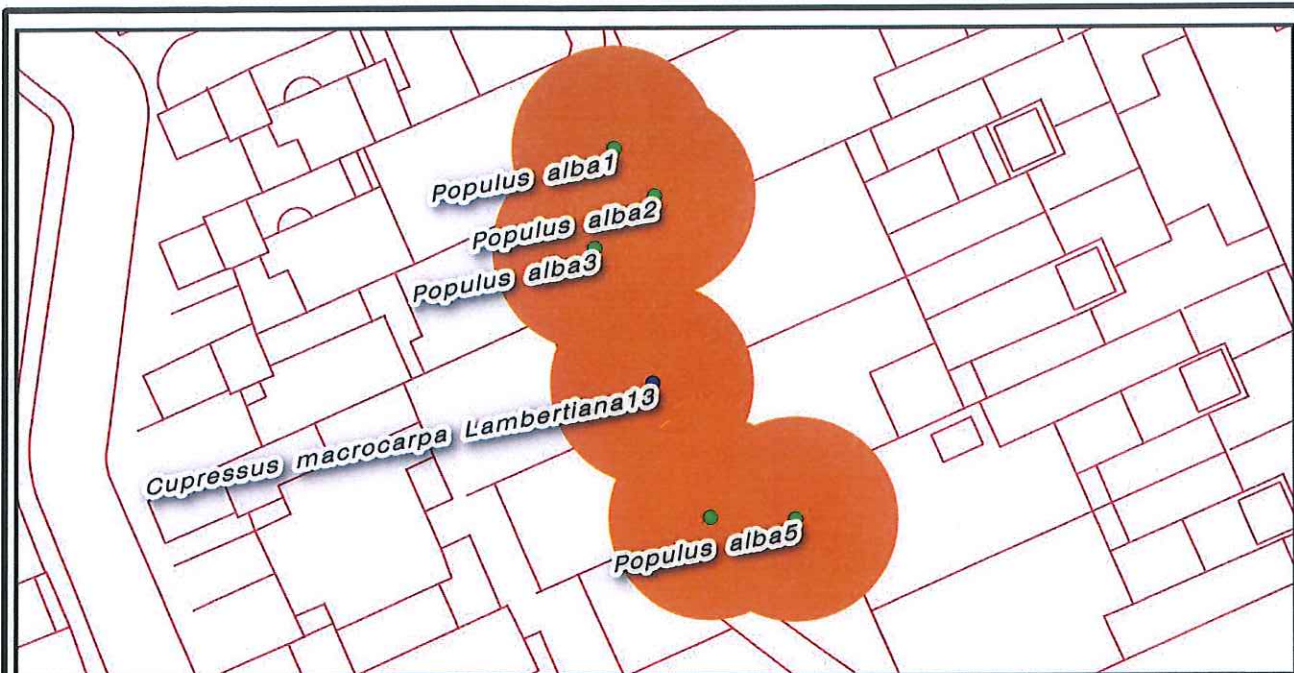 Populus alba1
Populus alba2
Populus alba3
Cupressus macrocarpa Lambertiana13
Populus alba5